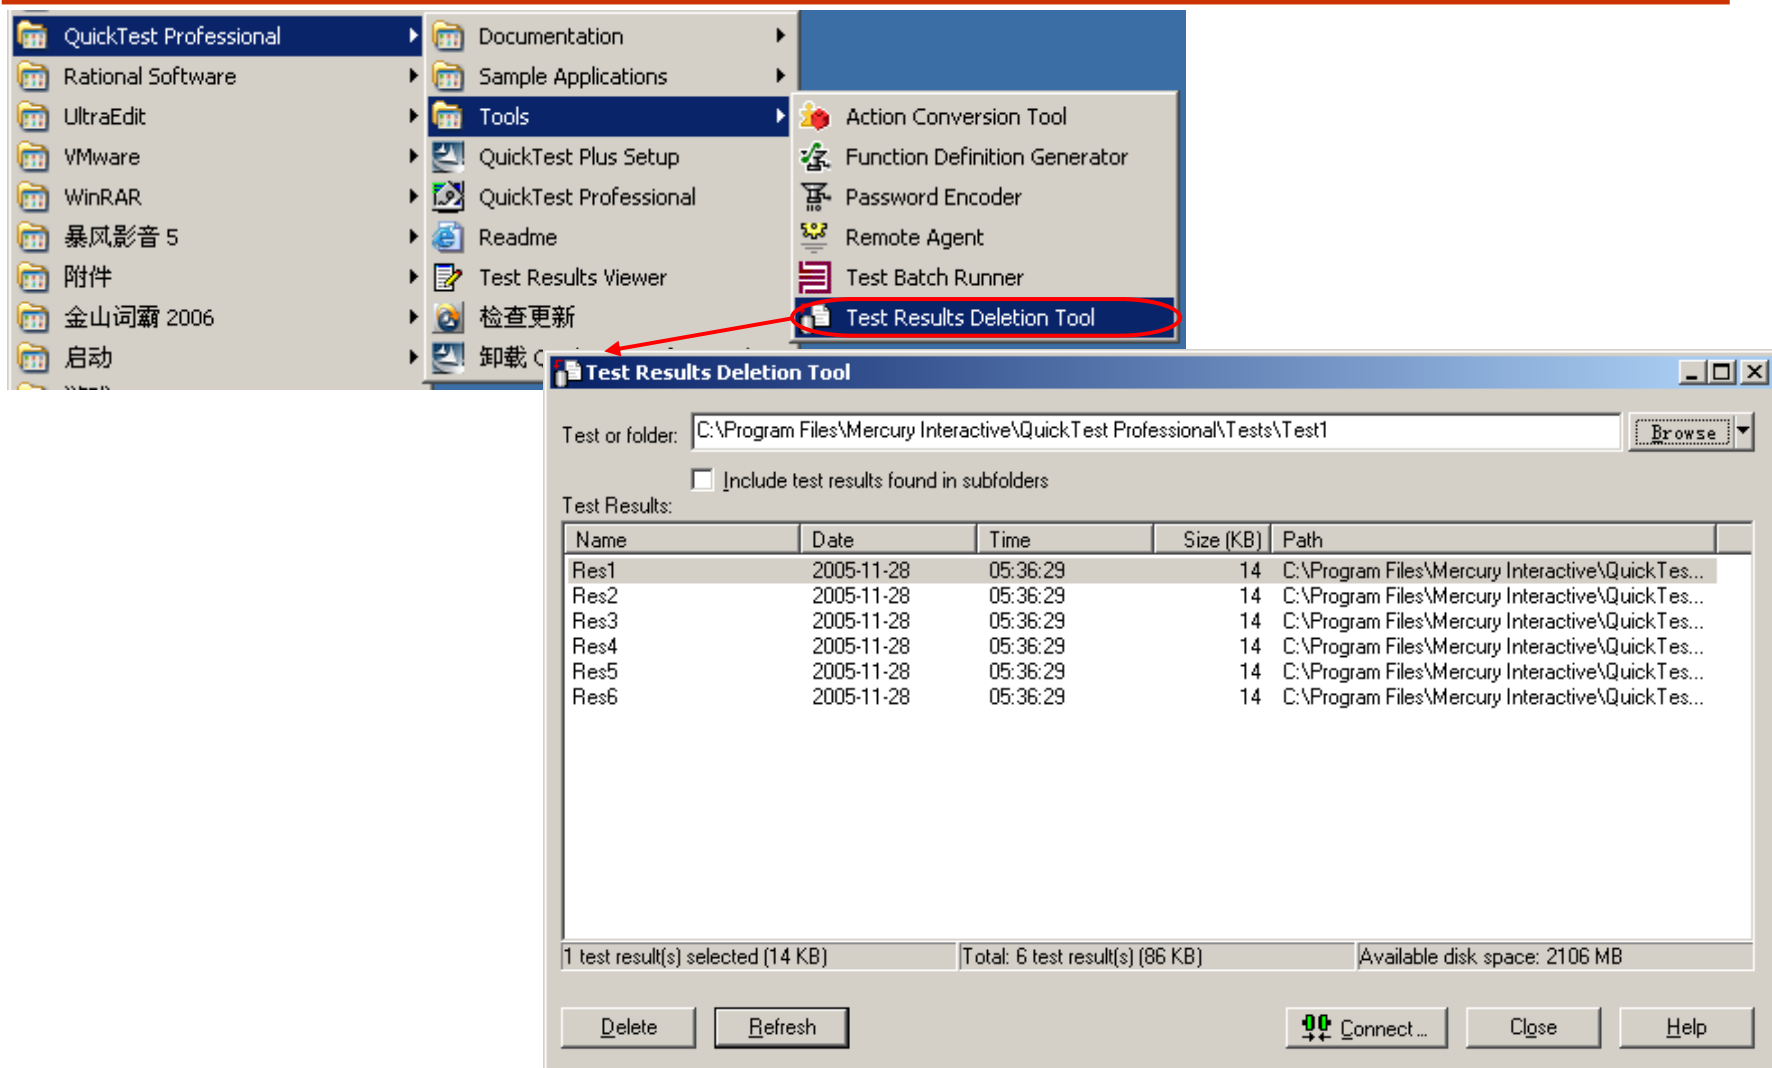 QuickTest Professional
Rational Software
UltraEdit
VMware
WinRAR
暴风影音 5
附件
金山词霸 2006
启动
Documentation
Sample Applications
Tools
QuickTest Plus Setup
QuickTest Professional
Readme
Test Results Viewer
检查更新
卸载
Action Conversion Tool
Function Definition Generator
Password Encoder
Remote Agent
Test Batch Runner
Test Results Deletion Tool
Test Results Deletion Tool
Test or folder: C:\Program Files\Mercury Interactive\QuickTest Professional\Tests\Test1 Browse
Include test results found in subfolders
Test Results:
Name Date Time Size (KB) Path
Res1 2005-11-28 05:36:29 14 C:\Program Files\Mercury Interactive\QuickTes...
Res2 2005-11-28 05:36:29 14 C:\Program Files\Mercury Interactive\QuickTes...
Res3 2005-11-28 05:36:29 14 C:\Program Files\Mercury Interactive\QuickTes...
Res4 2005-11-28 05:36:29 14 C:\Program Files\Mercury Interactive\QuickTes...
Res5 2005-11-28 05:36:29 14 C:\Program Files\Mercury Interactive\QuickTes...
Res6 2005-11-28 05:36:29 14 C:\Program Files\Mercury Interactive\QuickTes...
1 test result(s) selected (14 KB) Total: 6 test result(s) (86 KB) Available disk space: 2106 MB
Delete Refresh Connect... Close Help